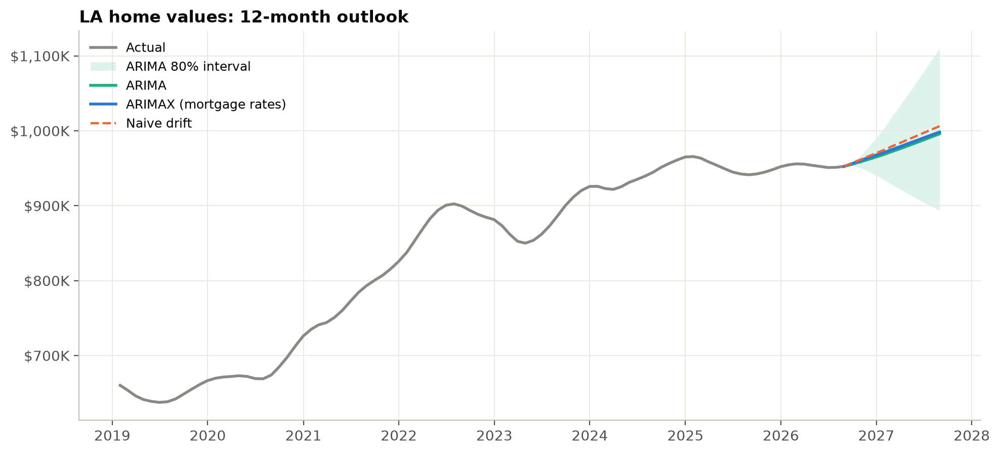 LA home values: 12-month outlook
Actual
ARIMA 80% interval
ARIMA
ARIMAX (mortgage rates)
Naive drift
$1,100K
$1,000K
$900K
$800K
$700K
2019 2020 2021 2022 2023 2024 2025 2026 2027 2028